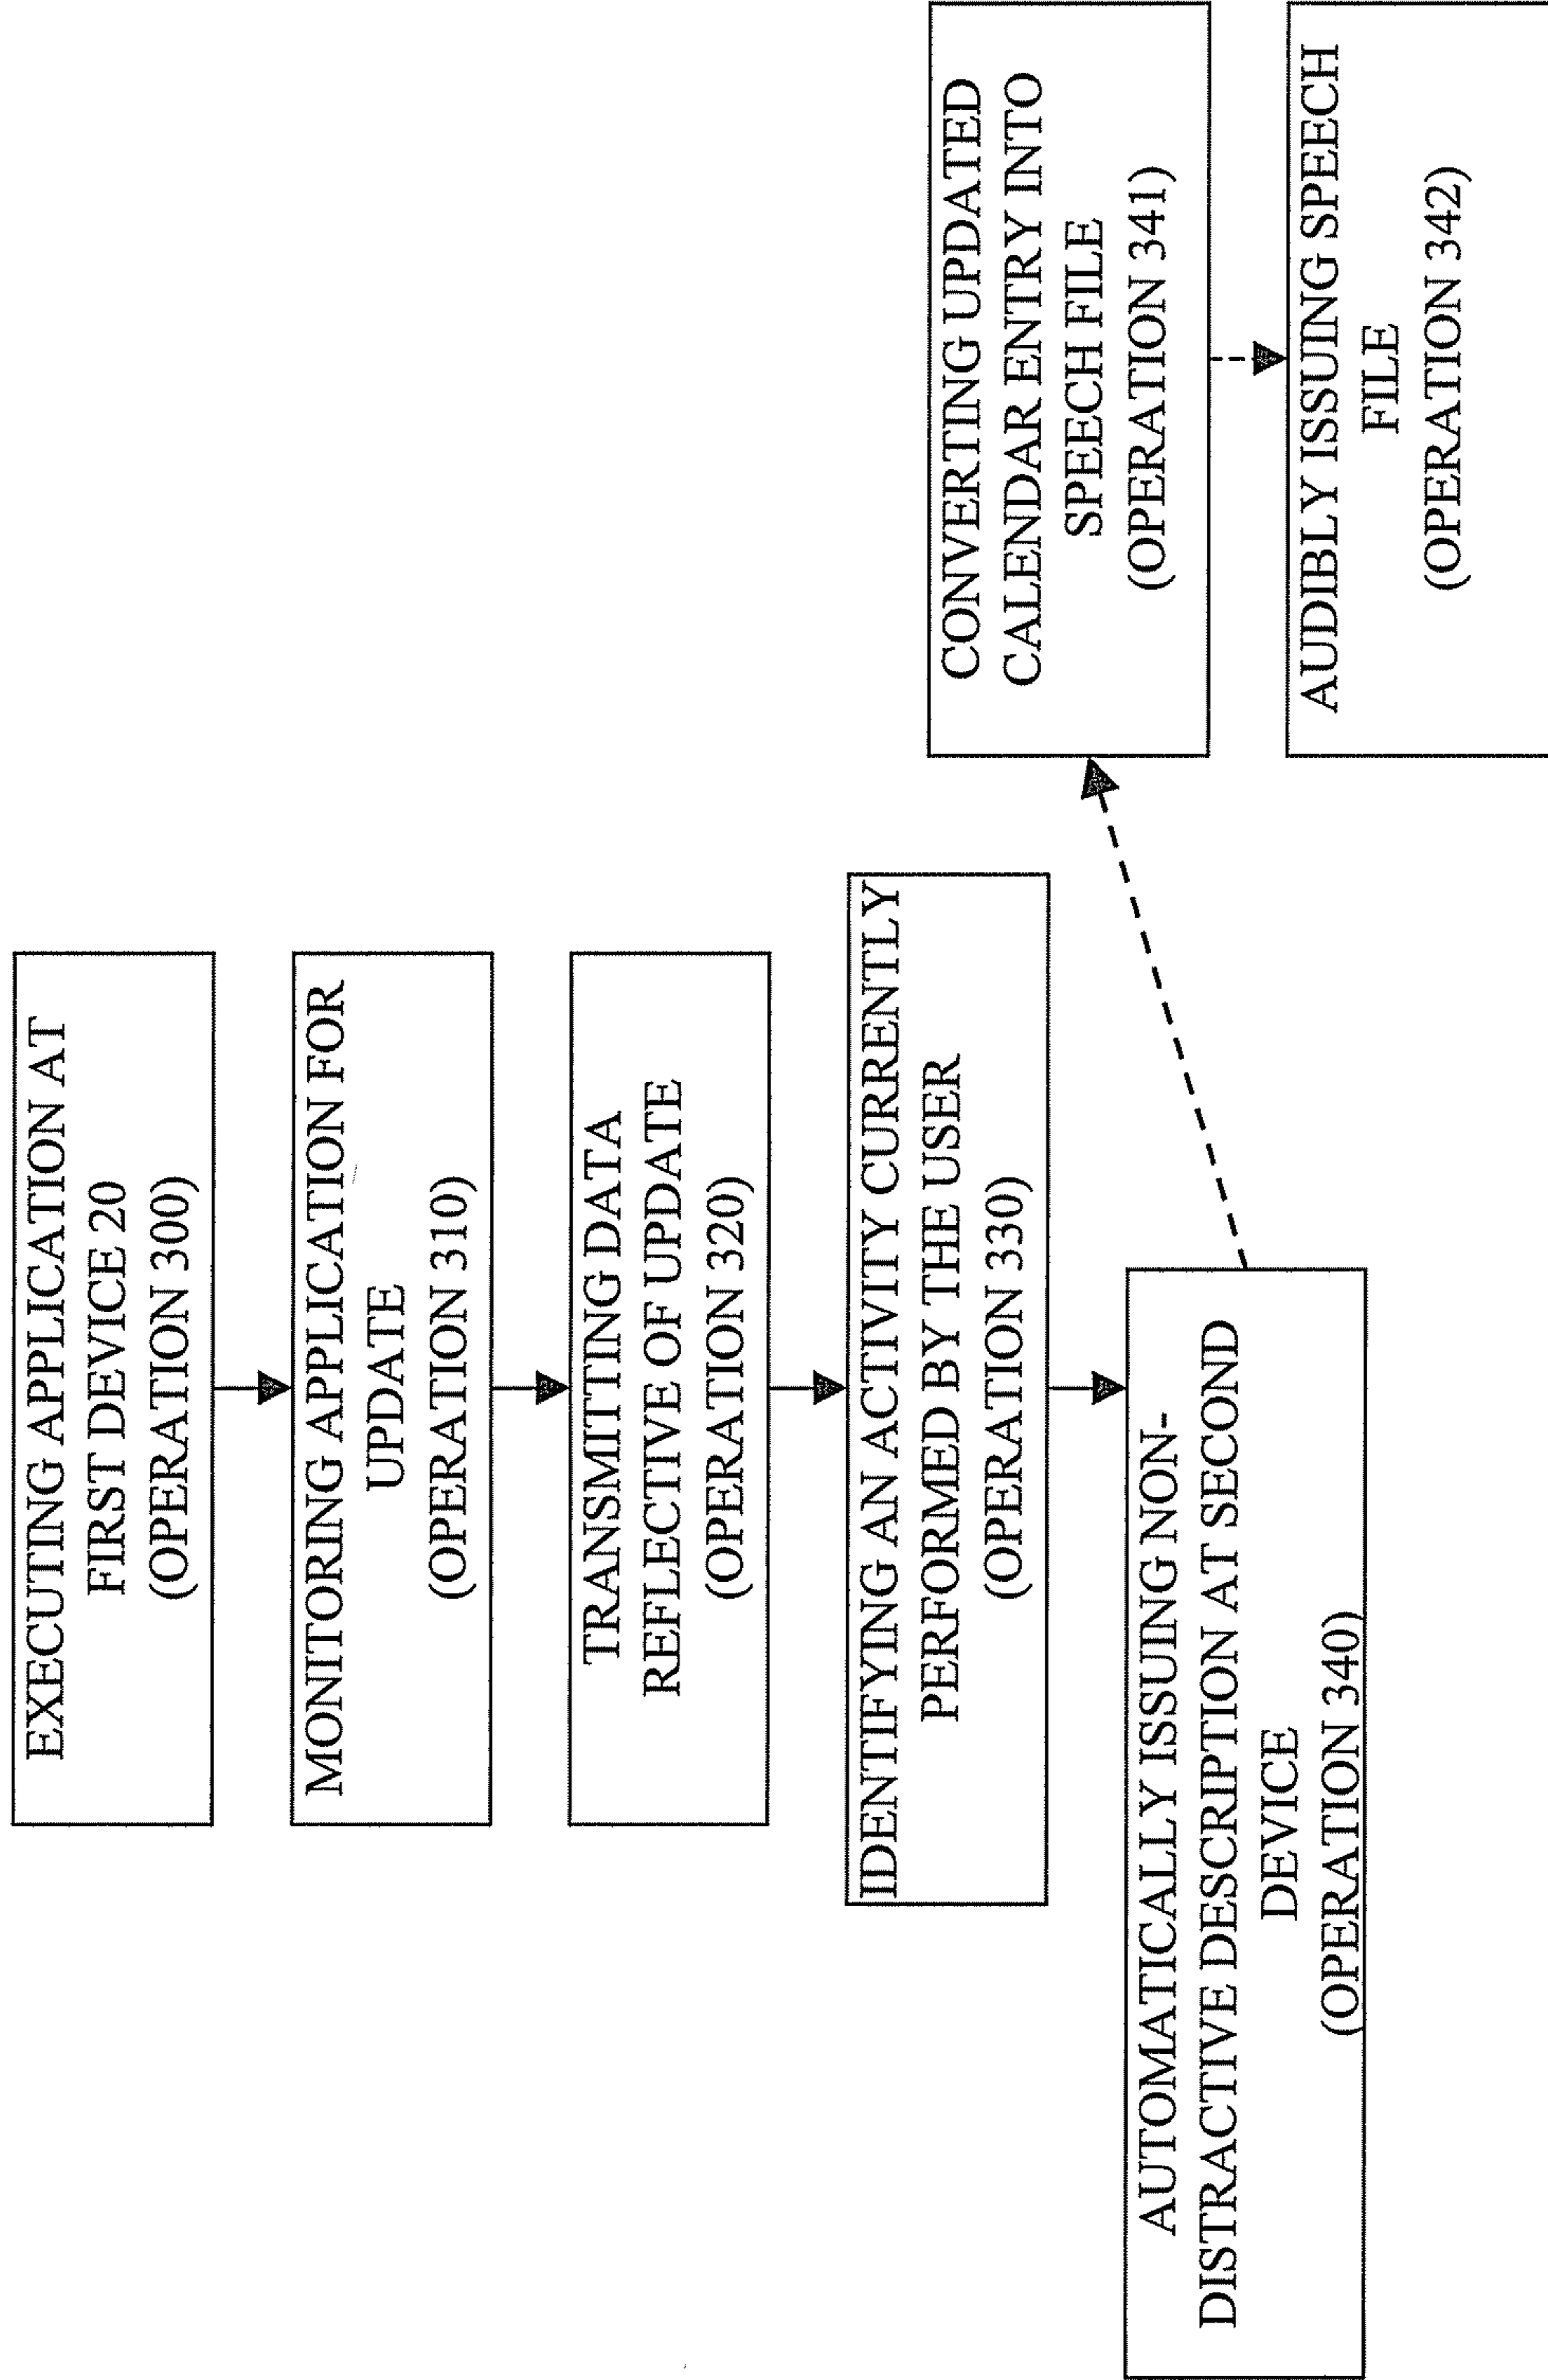 EXECUTING APPLICATION AT
FIRST DEVICE 20
(OPERATION 300)
MONITORING APPLICATION FOR
UPDATE
(OPERATION 310)
TRANSMITTING DATA
REFLECTIVE OF UPDATE
(OPERATION 320)
IDENTIFYING AN ACTIVITY CURRENTLY
PERFORMED BY THE USER
(OPERATION 330)
AUTOMATICALLY ISSUING NON-
DISTRACTIVE DESCRIPTION AT SECOND
DEVICE
(OPERATION 340)
CONVERTING UPDATED
CALENDAR ENTRY INTO
SPEECH FILE
(OPERATION 341)
AUDIBLY ISSUING SPEECH
FILE
(OPERATION 342)